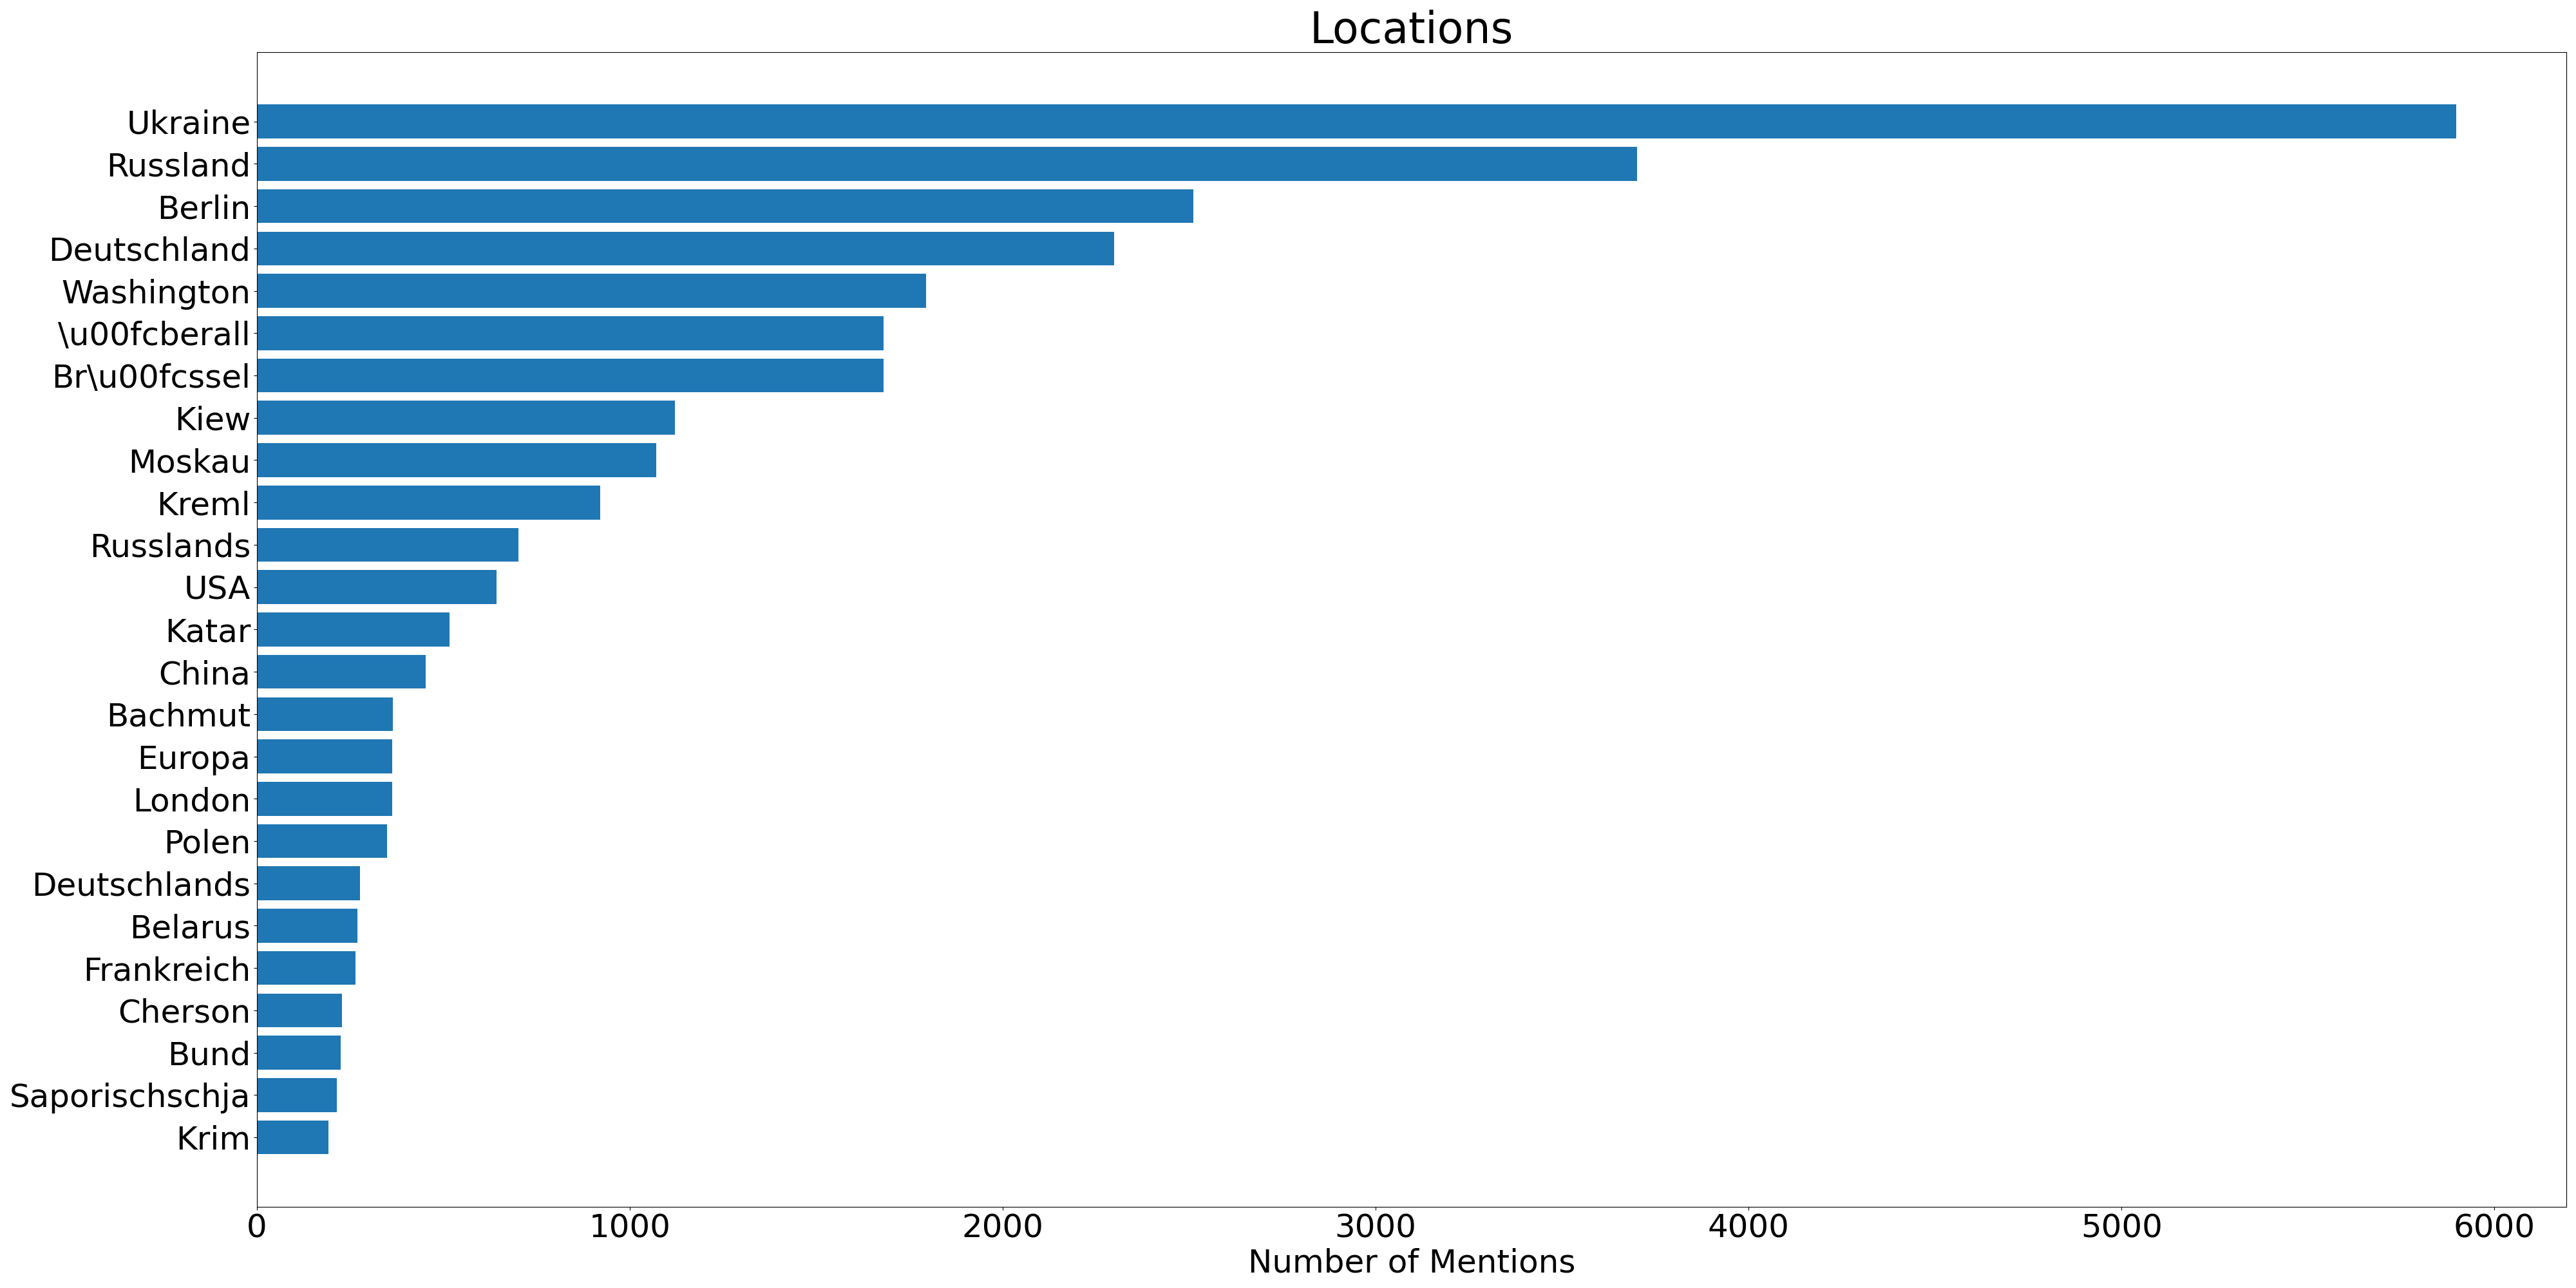 Locations
Ukraine
Russland
Berlin
Deutschland
Washington
\u00fcberall
Br\u00fcssel
Kiew
Moskau
Kreml
Russlands
USA
Katar
China
Bachmut
Europa
London
Polen
Deutschlands
Belarus
Frankreich
Cherson
Bund
Saporischschja
Krim
0 1000 2000 3000 4000 5000 6000
Number of Mentions